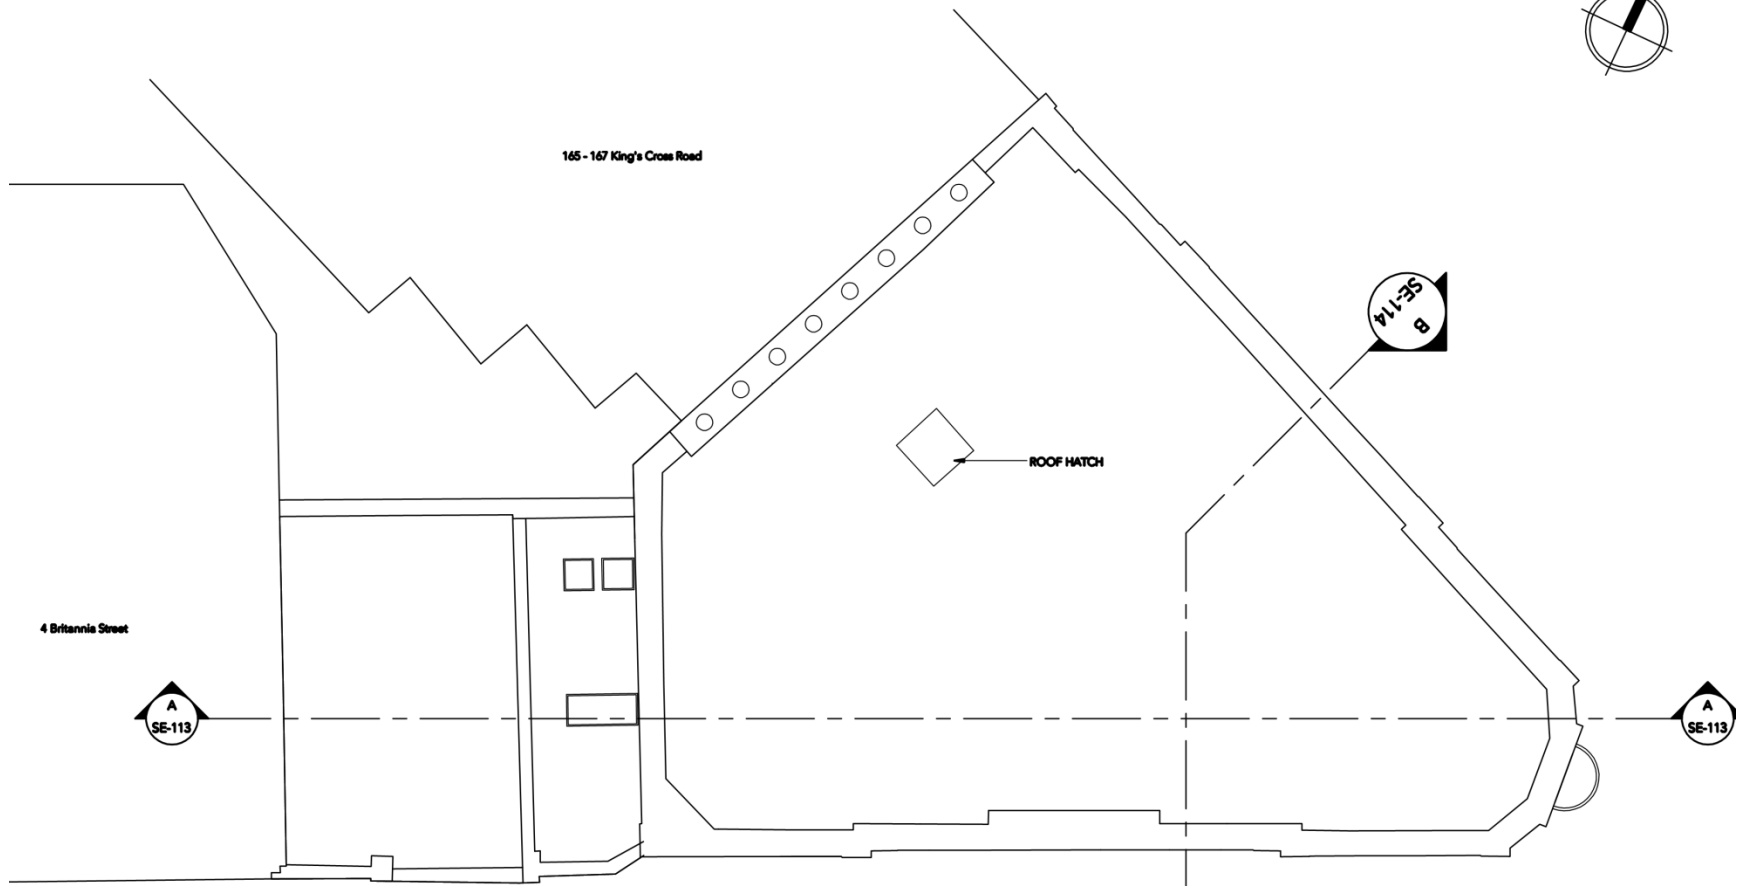 165 - 167 King's Cross Road
B
SE-114
ROOF HATCH
4 Britannia Street
A
SE-113
A
SE-113